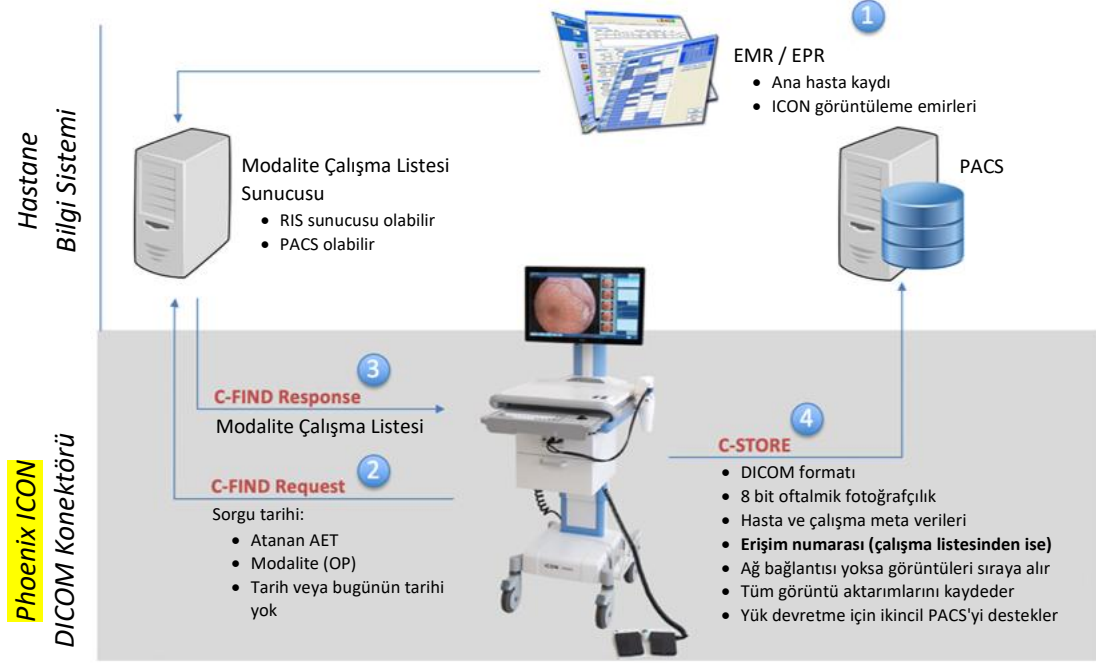 1
EMR / EPR
• Ana hasta kaydı
• ICON görüntüleme emirleri
Hastane
Bilgi Sistemi
Modalite Çalışma Listesi
Sunucusu
• RIS sunucusu olabilir
• PACS olabilir
PACS
3
C-FIND Response
Modalite Çalışma Listesi
2
C-FIND Request
Sorgu tarihi:
• Atanan AET
• Modalite (OP)
• Tarih veya bugünün tarihi
yok
4
C-STORE
• DICOM formatı
• 8 bit oftalmik fotoğrafçılık
• Hasta ve çalışma meta verileri
• Erişim numarası (çalışma listesinden ise)
• Ağ bağlantısı yoksa görüntüleri sıraya alır
• Tüm görüntü aktarımlarını kaydeder
• Yük devretme için ikincil PACS'yi destekler
Phoenix ICON
DICOM Konektörü